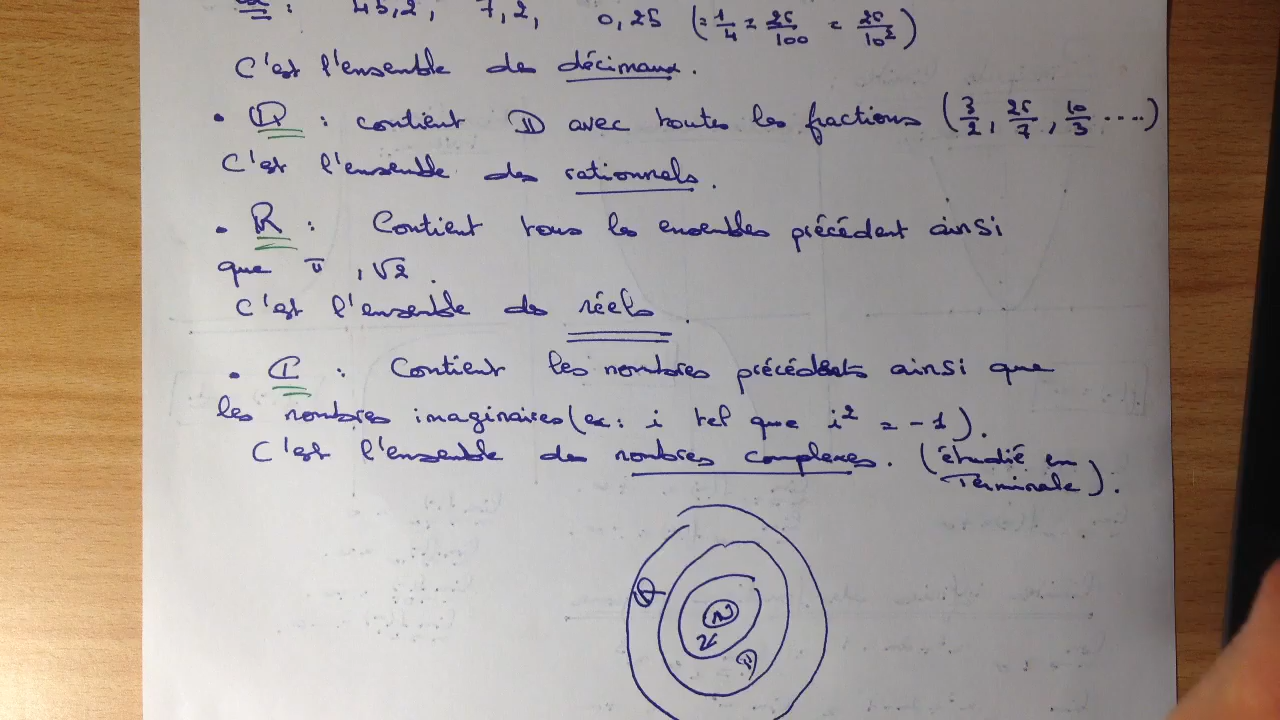 45,2, 7,2, 0,25 (=1/4 = 25/100 = 25/10²)
C'est l'ensemble des décimaux.
• ℚ : contient 𝔻 avec toutes les fractions (3/2, 25/7, 10/3 ....)
C'est l'ensemble des rationnels.
• ℝ : Contient tous les ensembles précédent ainsi
que π, √2.
C'est l'ensemble des réels.
• ℂ : Contient les nombres précédents ainsi que
les nombres imaginaires (ex: i tel que i² = -1).
C'est l'ensemble des nombres complexes. (étudié en
Terminale).
ℚ
ℕ
ℤ
𝔻